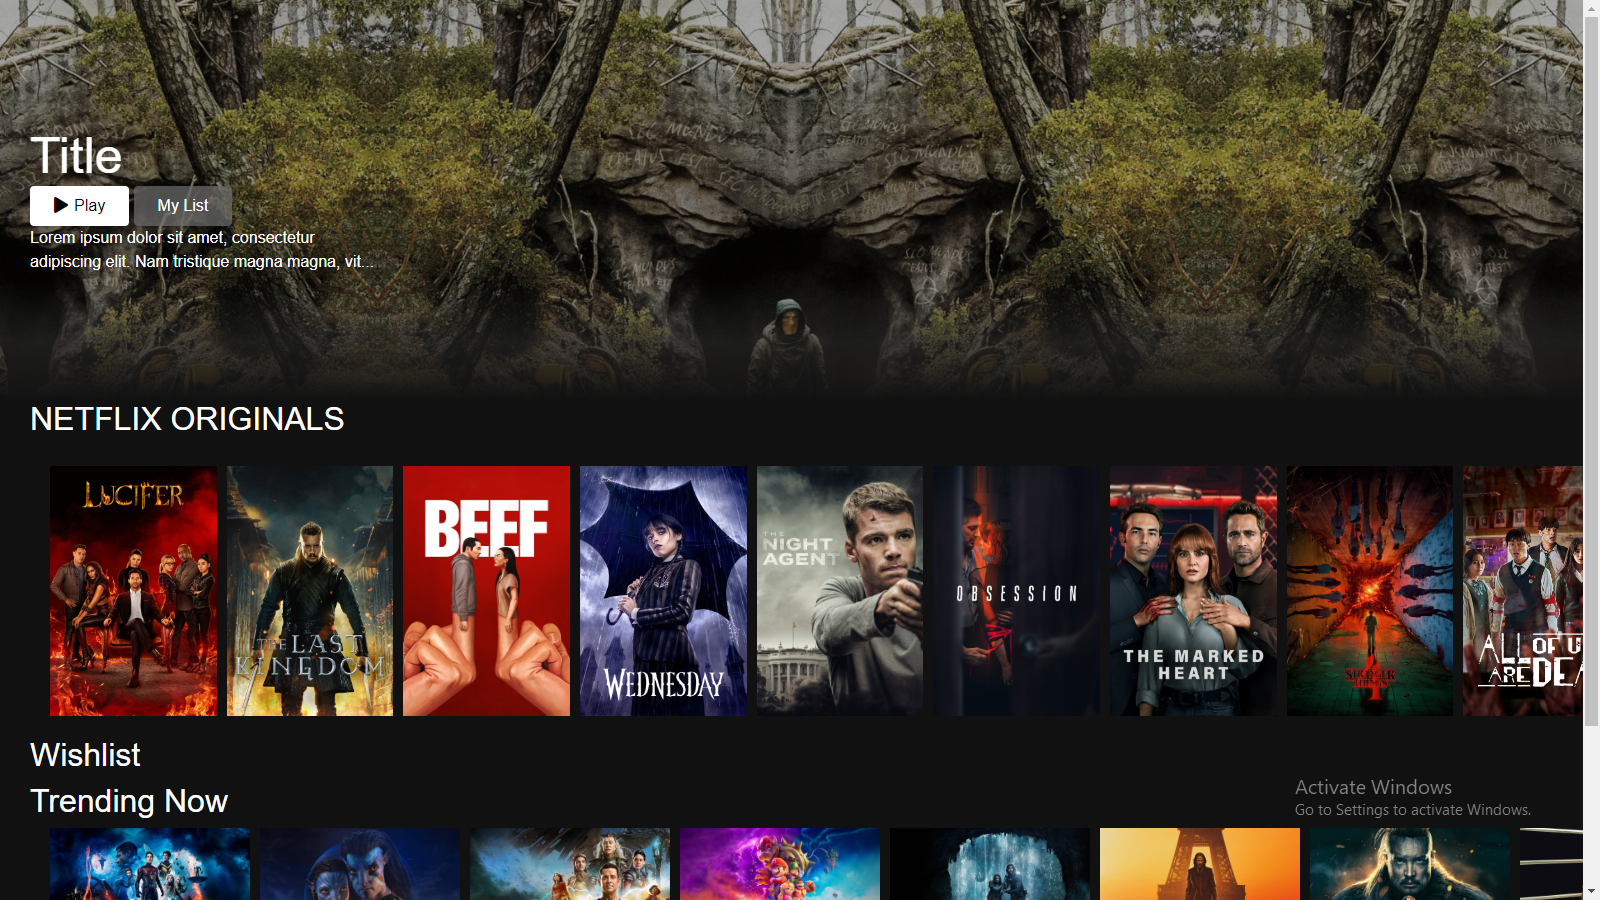 Title
Play
My List
Lorem ipsum dolor sit amet, consectetur
adipiscing elit. Nam tristique magna magna, vit...
NETFLIX ORIGINALS
LUCIFER
THE LAST
KINGDOM
BEEF
WEDNESDAY
THE
NIGHT
AGENT
OBSESSION
THE MARKED
HEART
STRANGER
THINGS
4
ALL OF U
ARE DEA
Wishlist
Trending Now
Activate Windows
Go to Settings to activate Windows.